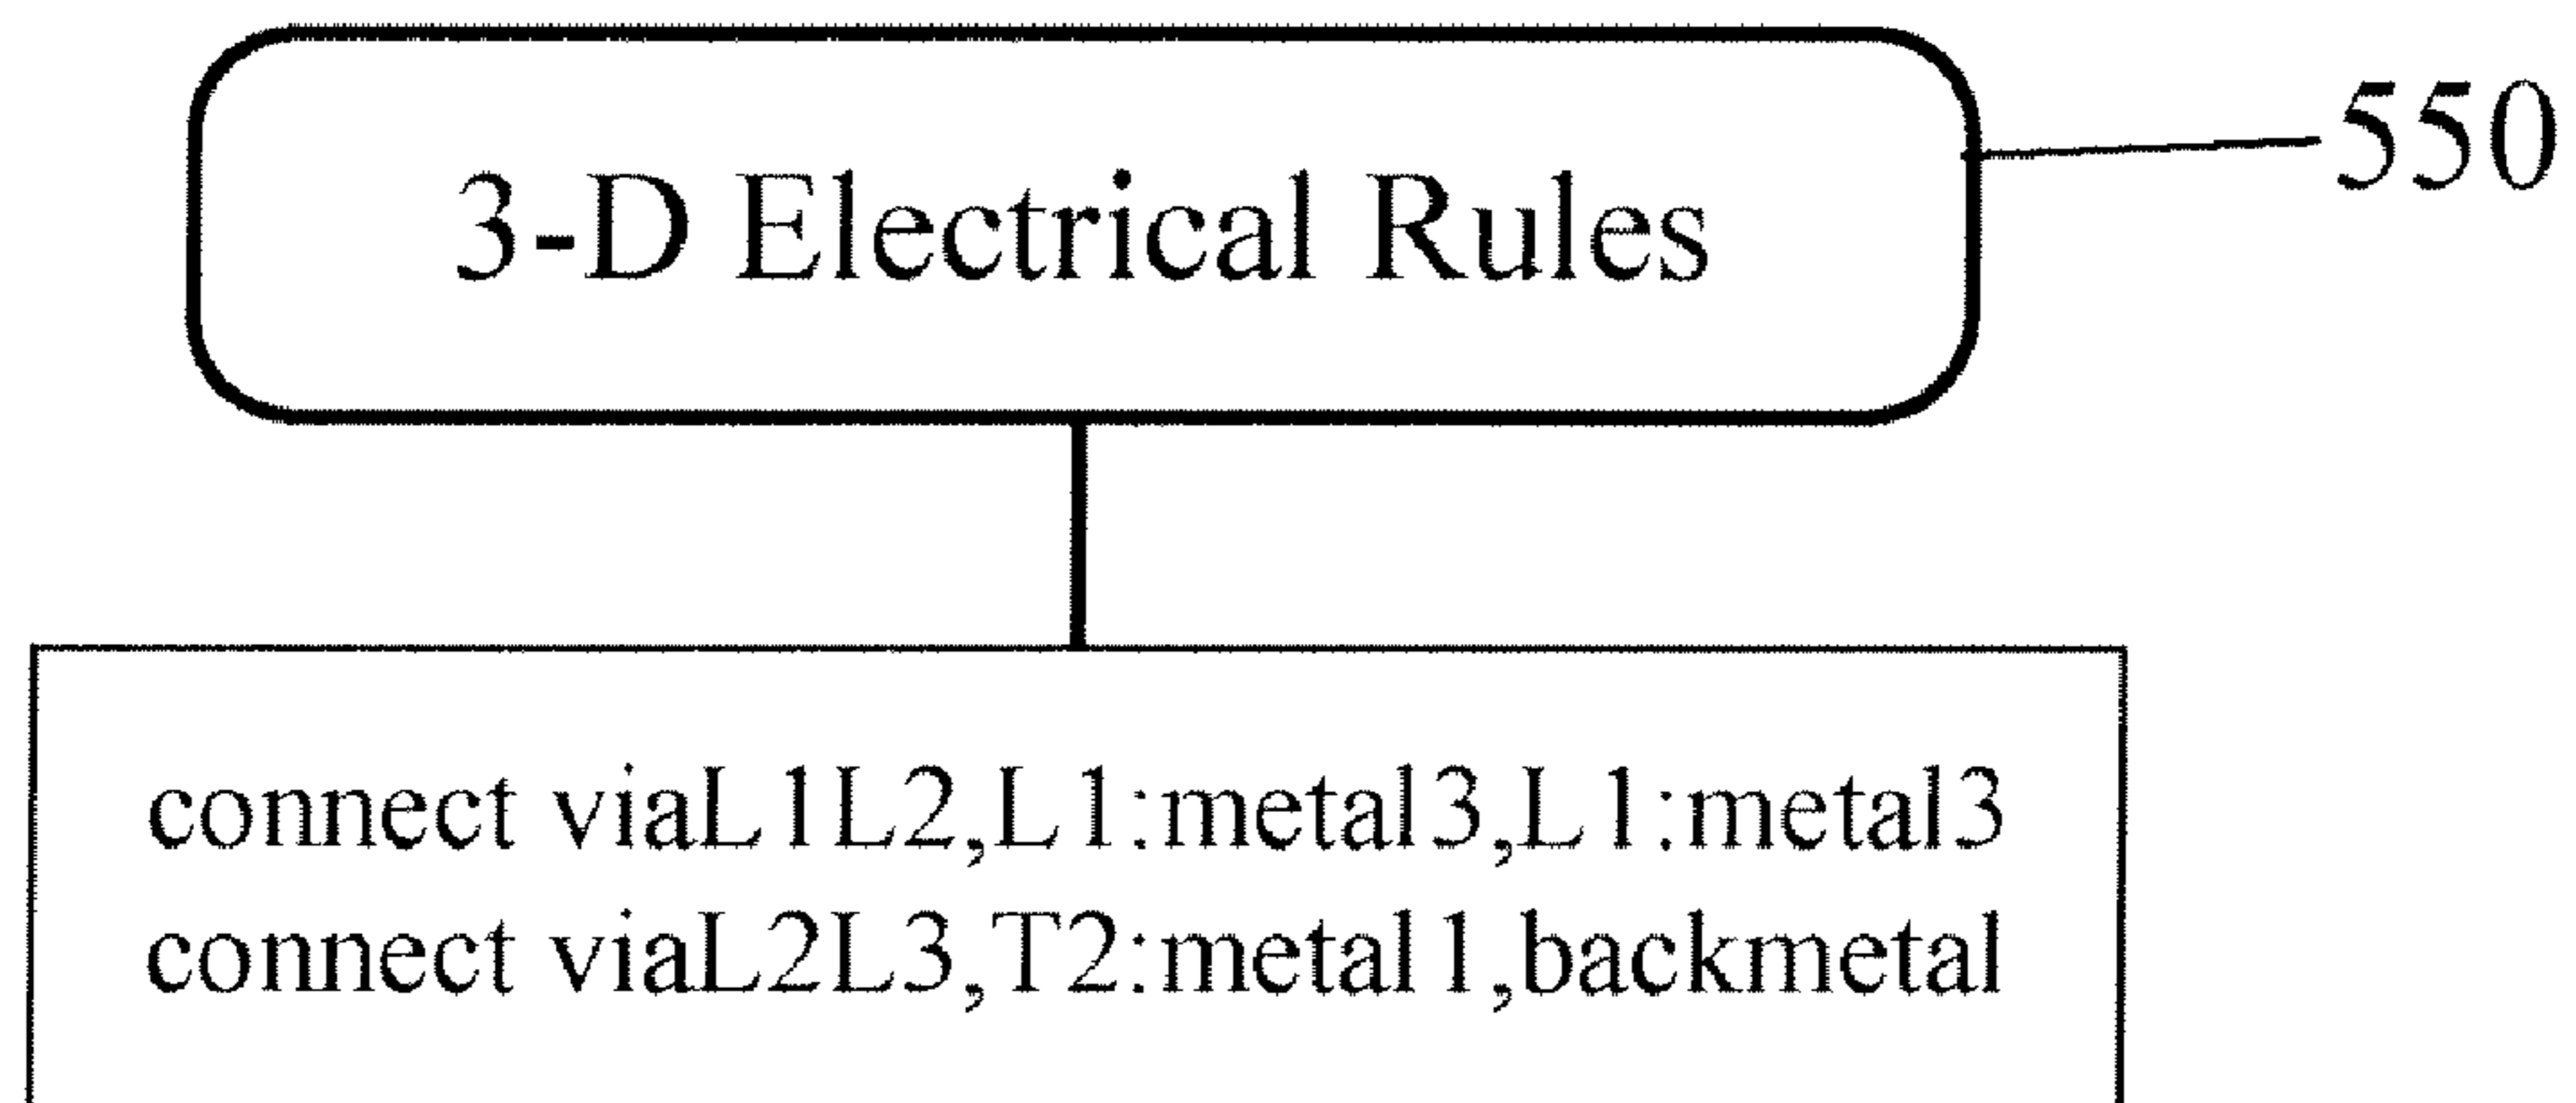 3-D Electrical Rules
550
connect viaL1L2,L1:metal3,L1:metal3
connect viaL2L3,T2:metal1,backmetal